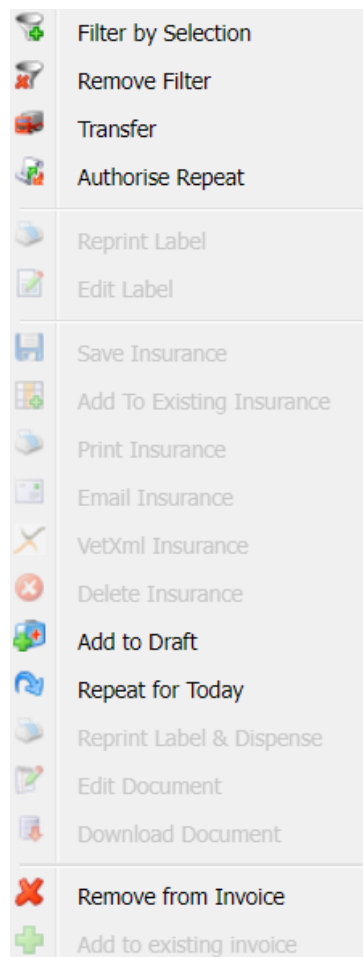 Filter by Selection
Remove Filter
Transfer
Authorise Repeat
Reprint Label
Edit Label
Save Insurance
Add To Existing Insurance
Print Insurance
Email Insurance
VetXml Insurance
Delete Insurance
Add to Draft
Repeat for Today
Reprint Label & Dispense
Edit Document
Download Document
Remove from Invoice
Add to existing invoice